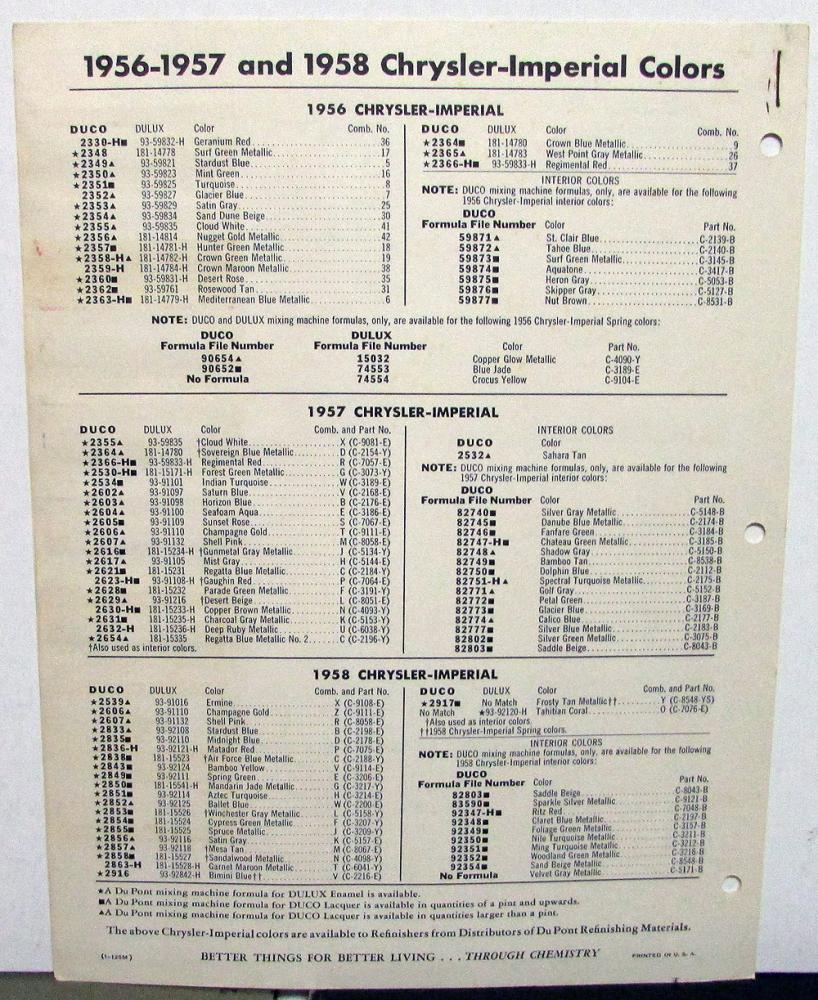 1956-1957 and 1958 Chrysler-Imperial Colors
1956 CHRYSLER-IMPERIAL
DUCO DULUX Color Comb. No.
2330-H■ 93-59832-H Geranium Red 36
★2348 181-14778 Surf Green Metallic 17
★2349▲ 93-59821 Stardust Blue 5
★2350▲ 93-59823 Mint Green 16
★2351■ 93-59825 Turquoise 8
2352▲ 93-59827 Glacier Blue 7
★2353▲ 93-59829 Satin Gray 25
★2354▲ 93-59834 Sand Dune Beige 30
★2355▲ 93-59835 Cloud White 41
★2356▲ 181-14814 Nugget Gold Metallic 42
★2357■ 181-14781-H Hunter Green Metallic 18
★2358-H▲ 181-14782-H Crown Green Metallic 19
2359-H 181-14784-H Crown Maroon Metallic 38
★2360■ 93-59831-H Desert Rose 35
★2362■ 93-59761 Rosewood Tan 31
★2363-H■ 181-14779-H Mediterranean Blue Metallic 6
DUCO DULUX Color Comb. No.
★2364■ 181-14780 Crown Blue Metallic 9
★2365▲ 181-14783 West Point Gray Metallic 26
★2366-H■ 93-59833-H Regimental Red 37
INTERIOR COLORS
NOTE: DUCO mixing machine formulas, only, are available for the following
1956 Chrysler-Imperial interior colors:
DUCO
Formula File Number Color Part No.
59871▲ St. Clair Blue C-2139-B
59872▲ Tahoe Blue C-2140-B
59873■ Surf Green Metallic C-3145-B
59874■ Aquatone C-3417-B
59875■ Heron Gray C-5053-B
59876■ Skipper Gray C-5127-B
59877■ Nut Brown C-8531-B
NOTE: DUCO and DULUX mixing machine formulas, only, are available for the following 1956 Chrysler-Imperial Spring colors:
DUCO DULUX
Formula File Number Formula File Number Color Part No.
90654▲ 15032 Copper Glow Metallic C-4090-Y
90652■ 74553 Blue Jade C-3189-E
No Formula 74554 Crocus Yellow C-9104-E
1957 CHRYSLER-IMPERIAL
DUCO DULUX Color Comb. and Part No.
★2355▲ 93-59835 †Cloud White X (C-9081-E)
★2364▲ 181-14780 †Sovereign Blue Metallic D (C-2154-Y)
★2366-H■ 93-59833-H Regimental Red R (C-7057-E)
★2530-H■ 181-15171-H Forest Green Metallic G (C-3073-Y)
★2534■ 93-91101 Indian Turquoise W (C-3189-E)
★2602▲ 93-91097 Saturn Blue V (C-2168-E)
★2603▲ 93-91098 Horizon Blue B (C-2176-E)
★2604▲ 93-91100 Seafoam Aqua E (C-3186-E)
★2605■ 93-91109 Sunset Rose S (C-7067-E)
★2606▲ 93-91110 Champagne Gold T (C-9111-E)
★2607▲ 93-91132 Shell Pink M (C-8058-E)
★2616■ 181-15234-H †Gunmetal Gray Metallic J (C-5134-Y)
★2617▲ 93-91105 Mist Gray H (C-5144-E)
★2621■ 181-15231 Regatta Blue Metallic C (C-2184-Y)
2623-H■ 93-91108-H †Gaughin Red P (C-7064-E)
★2628■ 181-15232 Parade Green Metallic F (C-3191-Y)
★2629▲ 93-91216 †Desert Beige L (C-8051-E)
2630-H■ 181-15233-H Copper Brown Metallic N (C-4093-Y)
★2631■ 181-15235-H Charcoal Gray Metallic K (C-5153-Y)
2632-H 181-15236-H Deep Ruby Metallic U (C-6038-Y)
★2654▲ 181-15335 Regatta Blue Metallic No. 2 C (C-2196-Y)
†Also used as interior colors.
INTERIOR COLORS
DUCO Color
2532▲ Sahara Tan
NOTE: DUCO mixing machine formulas, only, are available for the following
1957 Chrysler-Imperial interior colors:
DUCO
Formula File Number Color Part No.
82740■ Silver Gray Metallic C-5148-B
82745■ Danube Blue Metallic C-2174-B
82746■ Fanfare Green C-3184-B
82747-H■ Chateau Green Metallic C-3185-B
82748▲ Shadow Gray C-5150-B
82749■ Bamboo Tan C-8538-B
82750■ Dolphin Blue C-2112-B
82751-H▲ Spectral Turquoise Metallic C-2175-B
82771▲ Golf Gray C-5152-B
82772■ Petal Green C-3187-B
82773■ Glacier Blue C-3169-B
82774▲ Calico Blue C-2177-B
82777■ Silver Blue Metallic C-2183-B
82802■ Silver Green Metallic C-3075-B
82803■ Saddle Beige C-8043-B
1958 CHRYSLER-IMPERIAL
DUCO DULUX Color Comb. and Part No.
★2539▲ 93-91016 Ermine X (C-9108-E)
★2606▲ 93-91110 Champagne Gold Z (C-9111-E)
★2607▲ 93-91132 Shell Pink R (C-8058-E)
★2833▲ 93-92108 Stardust Blue B (C-2198-E)
★2835■ 93-92110 Midnight Blue D (C-2178-E)
★2836-H 93-92121-H Matador Red P (C-7075-E)
★2838■ 181-15523 †Air Force Blue Metallic C (C-2188-Y)
★2843■ 93-92124 Bamboo Yellow V (C-9114-E)
★2849■ 93-92111 Spring Green E (C-3206-E)
★2850■ 181-15541-H Mandarin Jade Metallic G (C-3217-Y)
★2851■ 93-92114 Aztec Turquoise H (C-3214-E)
★2852▲ 93-92125 Ballet Blue W (C-2200-E)
★2853■ 181-15526 †Winchester Gray Metallic L (C-5158-Y)
★2854■ 181-15524 Cypress Green Metallic F (C-3207-Y)
★2855■ 181-15525 Spruce Metallic J (C-3209-Y)
★2856▲ 93-92116 Satin Gray K (C-5157-E)
★2857▲ 93-92118 †Mesa Tan M (C-8067-E)
★2858■ 181-15527 †Sandalwood Metallic N (C-4098-Y)
2863-H 181-15528-H Garnet Maroon Metallic T (C-6041-Y)
★2916 93-92842-H Bimini Blue†† V (C-2216-E)
DUCO DULUX Color Comb. and Part No.
★2917■ No Match Frosty Tan Metallic†† Y (C-8548-YS)
No Match ★93-92120-H Tahitian Coral O (C-7076-E)
†Also used as interior colors.
††1958 Chrysler-Imperial Spring colors.
INTERIOR COLORS
NOTE: DUCO mixing machine formulas, only, are available for the following
1958 Chrysler-Imperial interior colors:
DUCO
Formula File Number Color Part No.
82803■ Saddle Beige C-8043-B
83590■ Sparkle Silver Metallic C-9121-B
92347-H■ Ritz Red C-7048-B
92348■ Claret Blue Metallic C-2197-B
92349■ Foliage Green Metallic C-3157-B
92350■ Nile Turquoise Metallic C-3211-B
92351■ Ming Turquoise Metallic C-3212-B
92352■ Woodland Green Metallic C-3216-B
92354■ Sand Beige Metallic C-8548-B
No Formula Velvet Gray Metallic C-5171-B
★A Du Pont mixing machine formula for DULUX Enamel is available.
■A Du Pont mixing machine formula for DUCO Lacquer is available in quantities of a pint and upwards.
▲A Du Pont mixing machine formula for DUCO Lacquer is available in quantities larger than a pint.
The above Chrysler-Imperial colors are available to Refinishers from Distributors of Du Pont Refinishing Materials.
(1-125M) BETTER THINGS FOR BETTER LIVING . . . THROUGH CHEMISTRY PRINTED IN U. S. A.